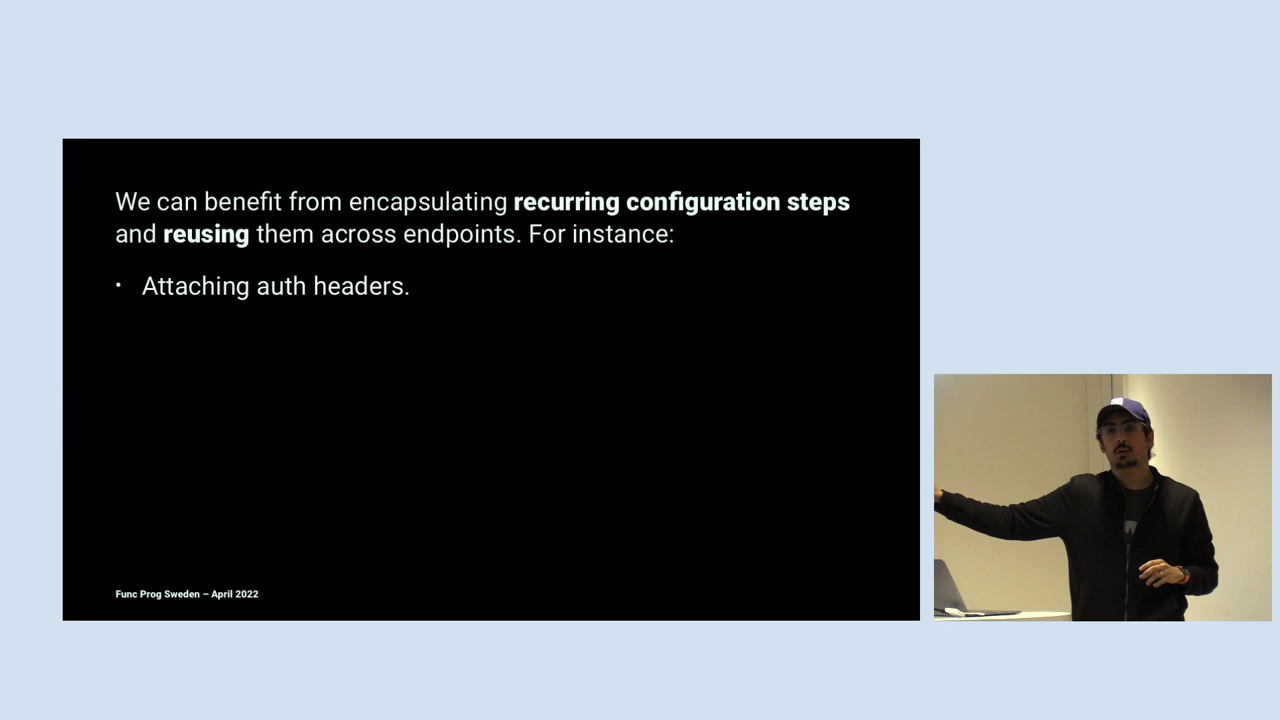 We can benefit from encapsulating recurring configuration steps
and reusing them across endpoints. For instance:
• Attaching auth headers.
Func Prog Sweden – April 2022